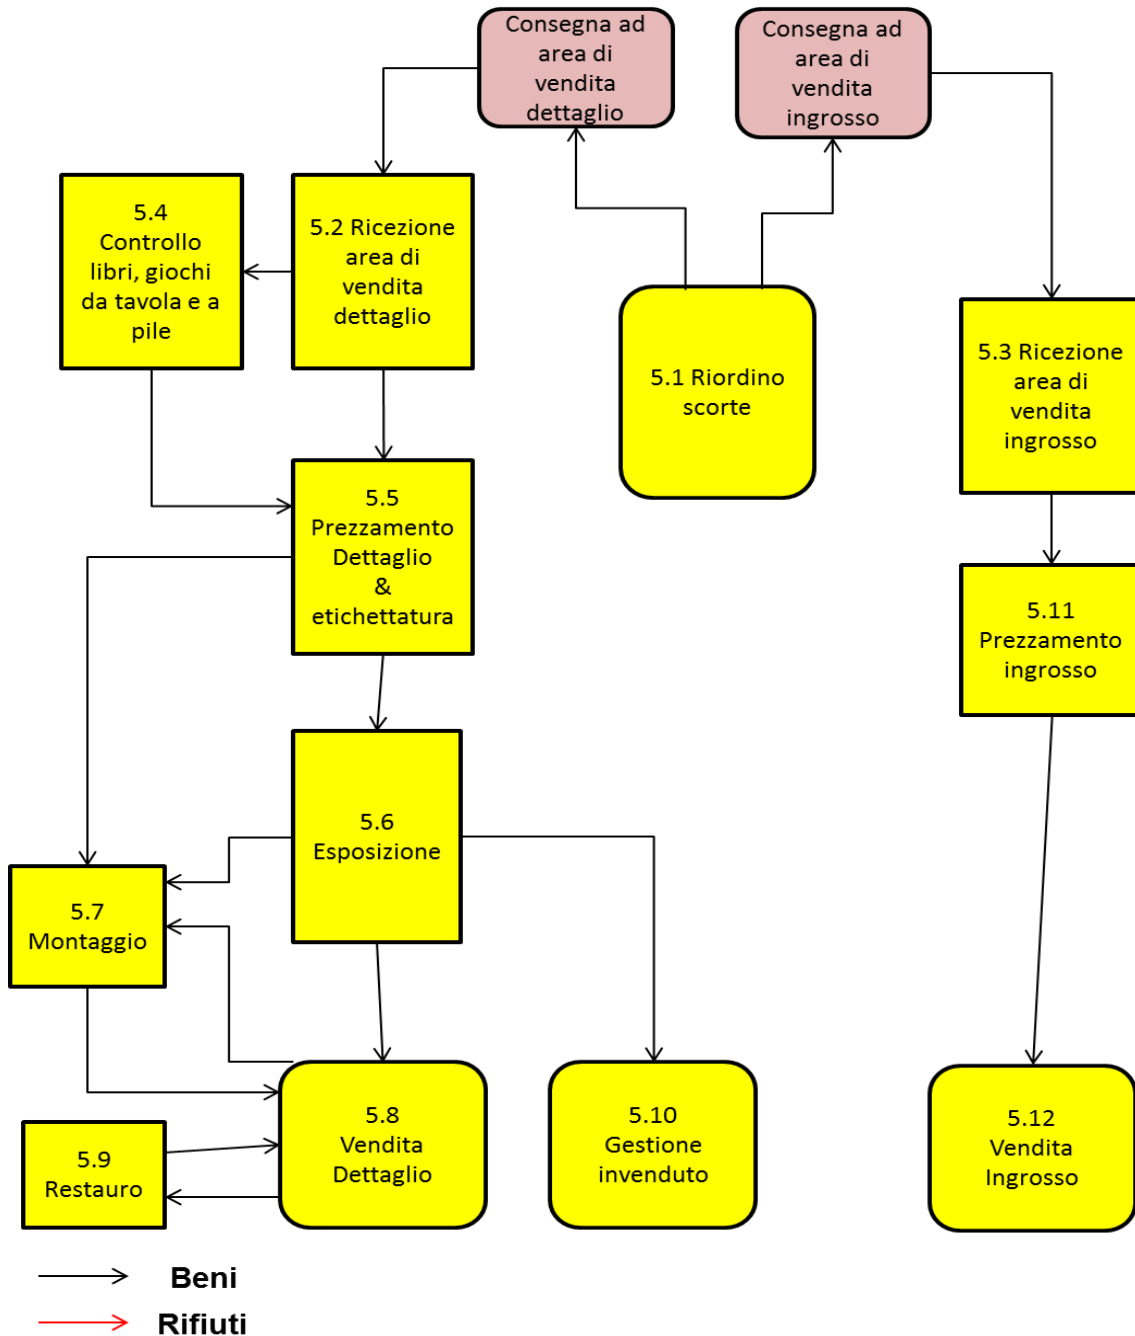 Consegna ad
area di
vendita
dettaglio
Consegna ad
area di
vendita
ingrosso
5.4
Controllo
libri, giochi
da tavola e a
pile
5.2 Ricezione
area di
vendita
dettaglio
5.1 Riordino
scorte
5.3 Ricezione
area di
vendita
ingrosso
5.5
Prezzamento
Dettaglio
&
etichettatura
5.11
Prezzamento
ingrosso
5.6
Esposizione
5.7
Montaggio
5.8
Vendita
Dettaglio
5.10
Gestione
invenduto
5.12
Vendita
Ingrosso
5.9
Restauro
Beni
Rifiuti